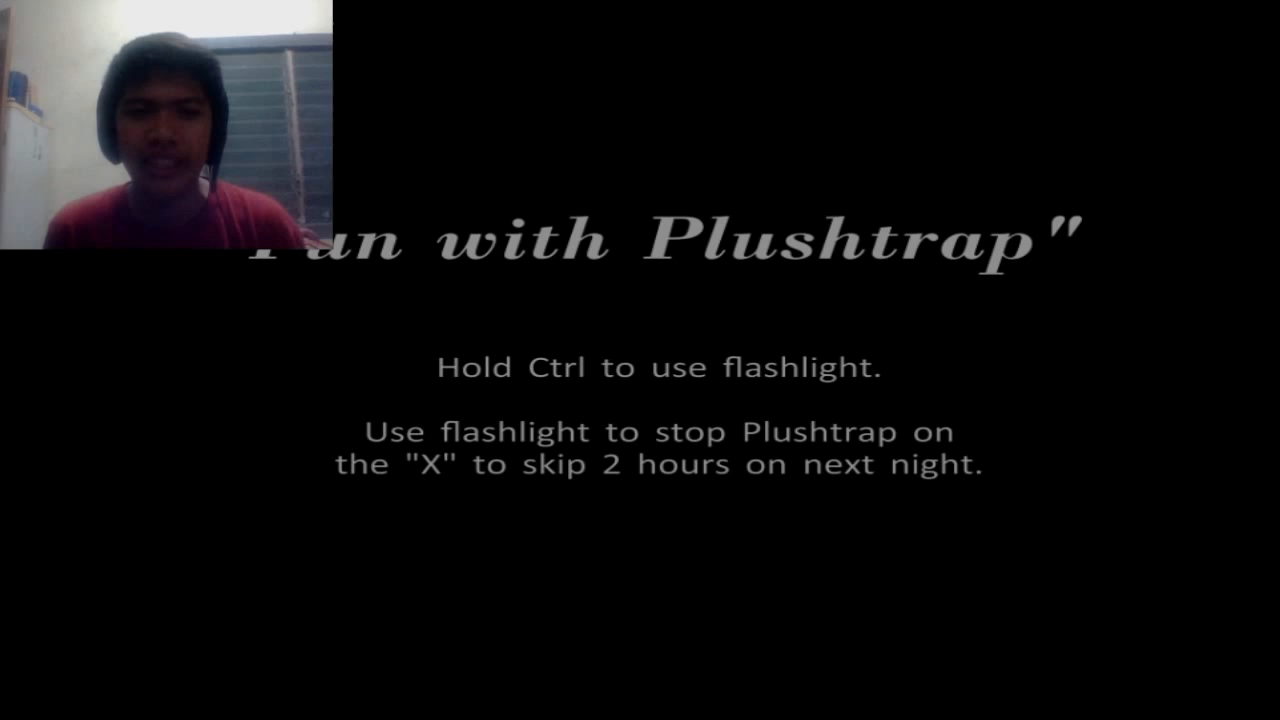 un with Plushtrap"
Hold Ctrl to use flashlight.
Use flashlight to stop Plushtrap on
the "X" to skip 2 hours on next night.